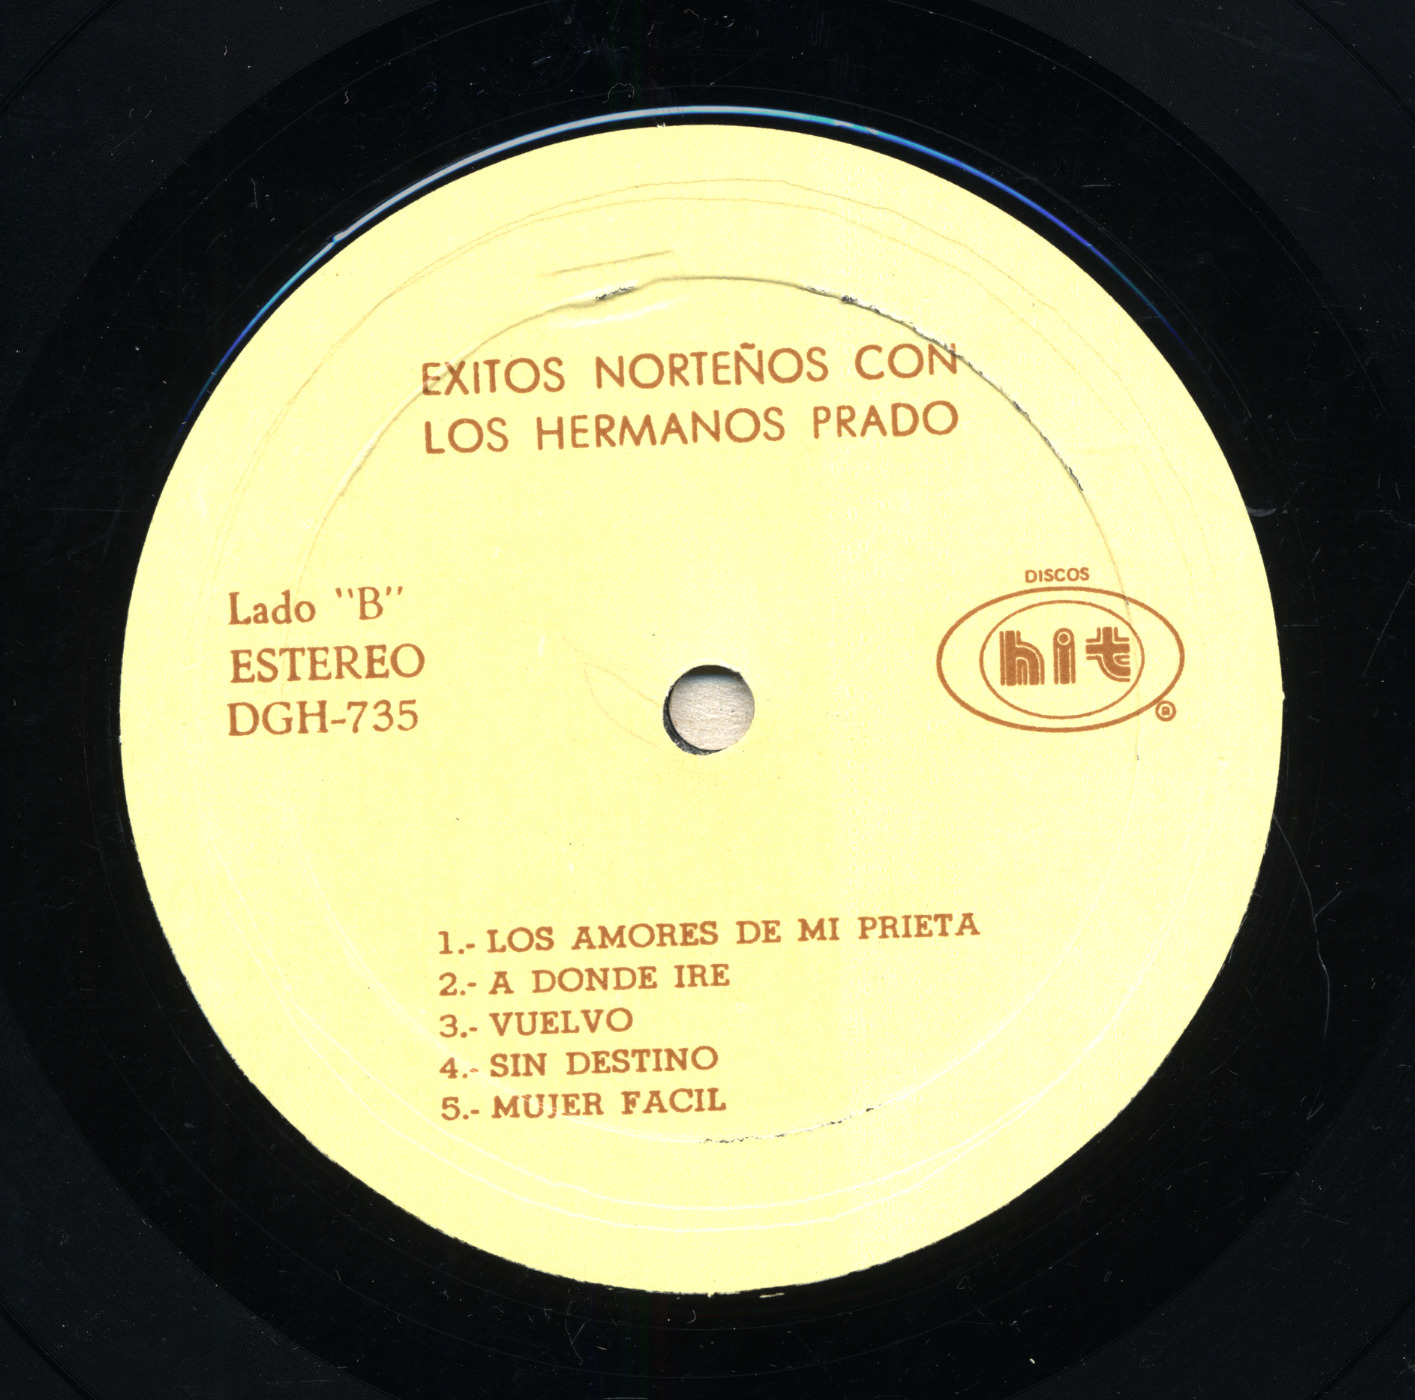 EXITOS NORTEÑOS CON
LOS HERMANOS PRADO
Lado "B"
ESTEREO
DGH-735
DISCOS
hit
®
1.- LOS AMORES DE MI PRIETA
2.- A DONDE IRE
3.- VUELVO
4.- SIN DESTINO
5.- MUJER FACIL